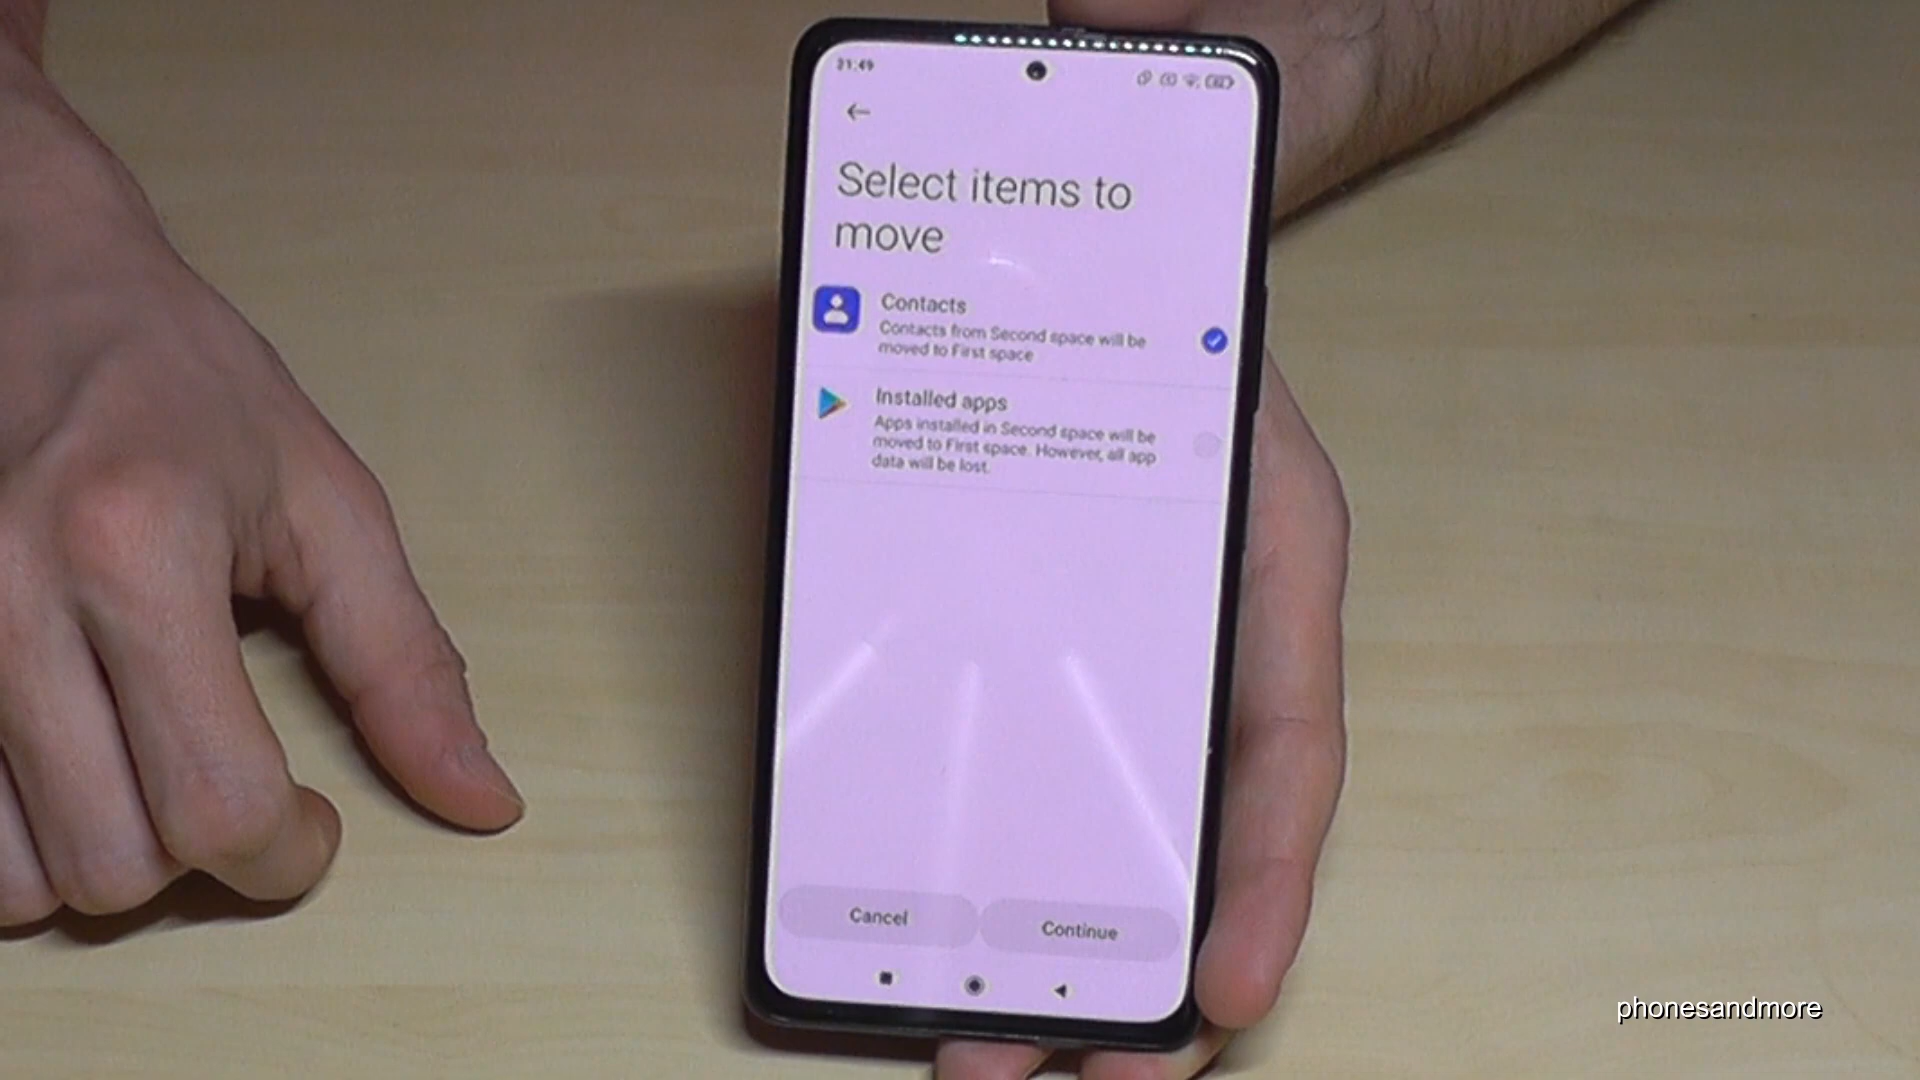 21:49
Select items to
move
Contacts
Contacts from Second space will be
moved to First space
Installed apps
Apps installed in Second space will be
moved to First space. However, all app
data will be lost.
Cancel
Continue
phonesandmore